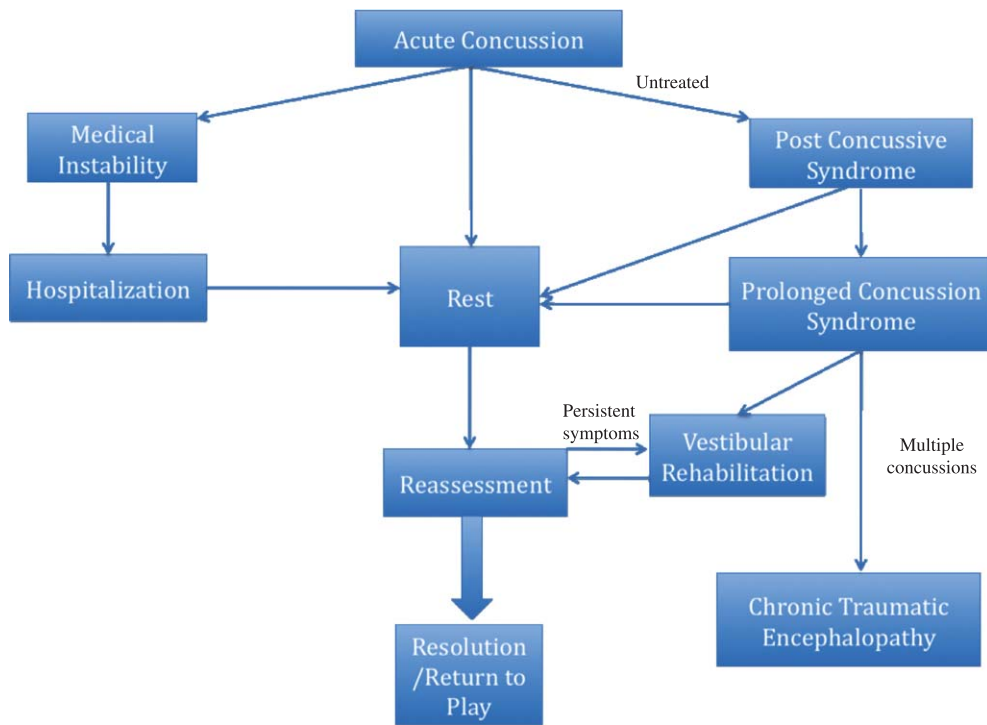 Acute Concussion
Untreated
Medical
Instability
Post Concussive
Syndrome
Hospitalization
Rest
Prolonged Concussion
Syndrome
Persistent
symptoms
Vestibular
Rehabilitation
Multiple
concussions
Reassessment
Chronic Traumatic
Encephalopathy
Resolution
/Return to
Play